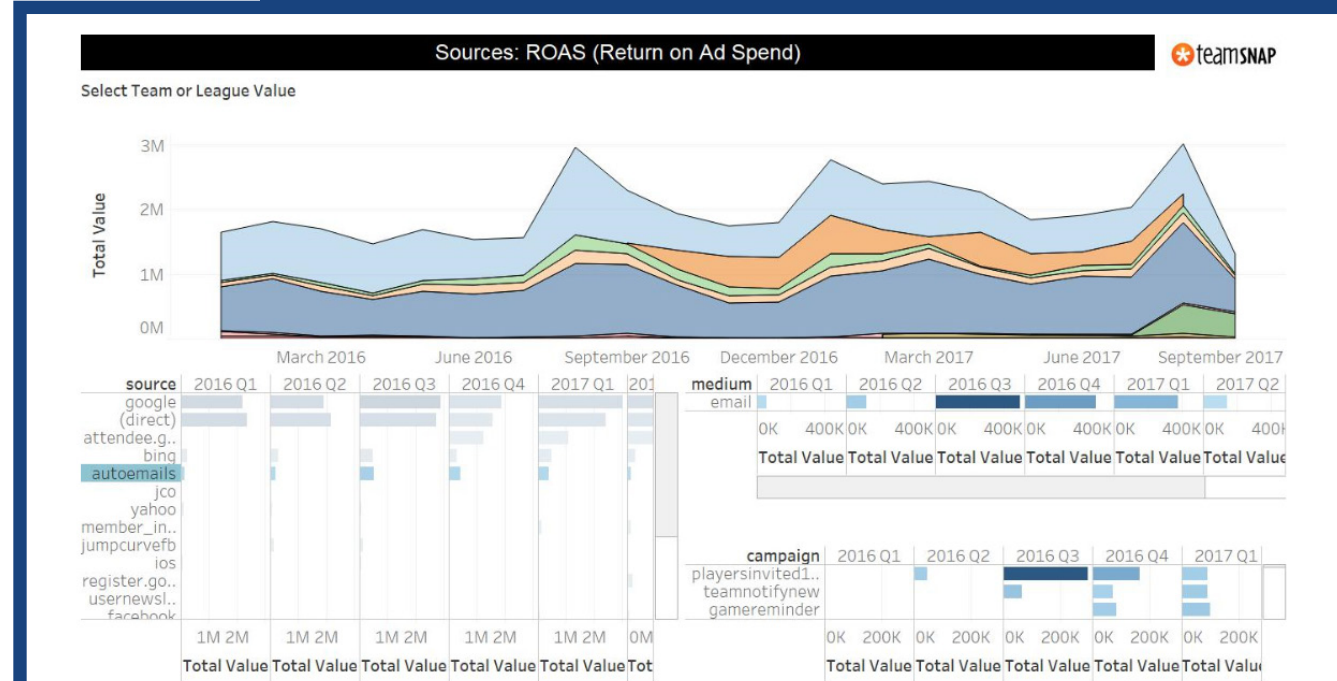 Sources: ROAS (Return on Ad Spend)
teamSNAP
Select Team or League Value
3M
2M
1M
0M
Total Value
March 2016 June 2016 September 2016 December 2016 March 2017 June 2017 September 2017
source 2016 Q1 2016 Q2 2016 Q3 2016 Q4 2017 Q1 201
google
(direct)
attendee.g..
bing
autoemails
jco
yahoo
member_in..
jumpcurvefb
ios
register.go..
usernewsl..
facebook
1M 2M 1M 2M 1M 2M 1M 2M 1M 2M 0M
Total Value Total Value Total Value Total Value Total Value Tot
medium 2016 Q1 2016 Q2 2016 Q3 2016 Q4 2017 Q1 2017 Q2
email
0K 400K 0K 400K 0K 400K 0K 400K 0K 400K 0K 400K
Total Value Total Value Total Value Total Value Total Value Total Value
campaign 2016 Q1 2016 Q2 2016 Q3 2016 Q4 2017 Q1
playersinvited1..
teamnotifynew
gamereminder
0K 200K 0K 200K 0K 200K 0K 200K 0K 200K
Total Value Total Value Total Value Total Value Total Value